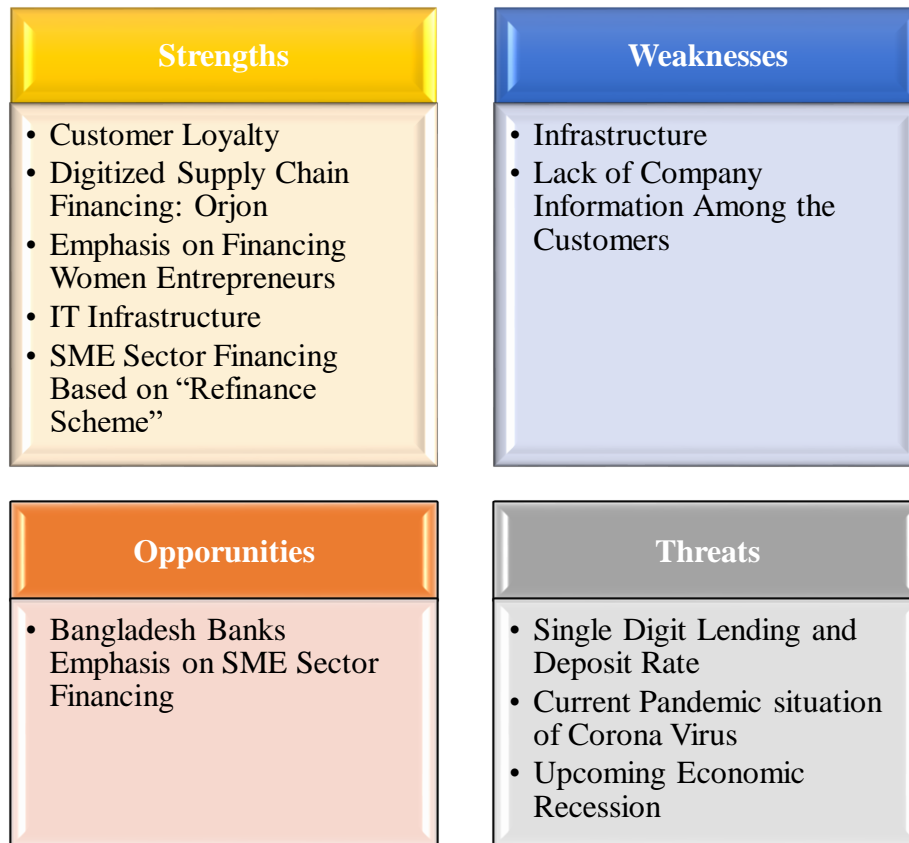 Strengths
• Customer Loyalty
• Digitized Supply Chain
Financing: Orjon
• Emphasis on Financing
Women Entrepreneurs
• IT Infrastructure
• SME Sector Financing
Based on “Refinance
Scheme”
Weaknesses
• Infrastructure
• Lack of Company
Information Among the
Customers
Opporunities
• Bangladesh Banks
Emphasis on SME Sector
Financing
Threats
• Single Digit Lending and
Deposit Rate
• Current Pandemic situation
of Corona Virus
• Upcoming Economic
Recession